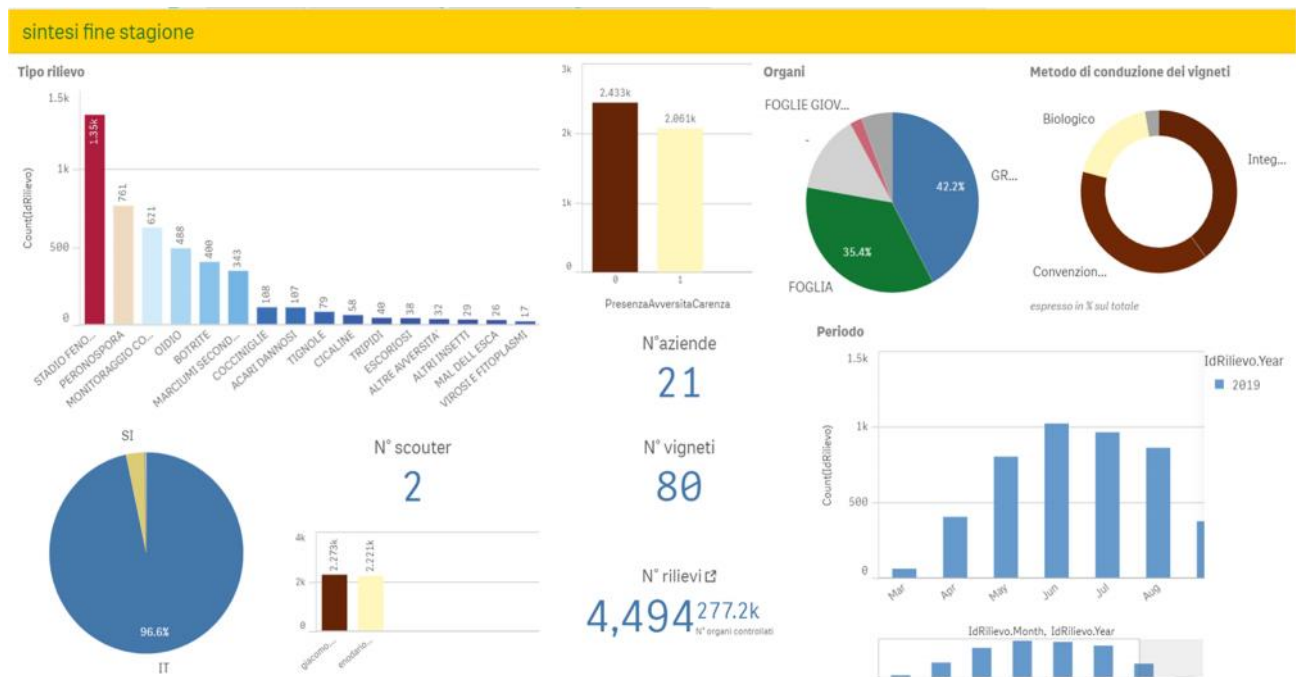 sintesi fine stagione
Tipo rilievo
1.5k
1k
500
0
Count(IdRilievo)
1.35k
761
621
488
400
343
108
107
79
58
40
38
32
29
26
17
STADIO FENO...
PERONOSPORA
MONITORAGGIO CO...
OIDIO
BOTRITE
MARCIUMI SECOND...
COCCINIGLIE
ACARI DANNOSI
TIGNOLE
CICALINE
TRIPIDI
ESCORIOSI
ALTRE AVVERSITA'
ALTRI INSETTI
MAL DELL ESCA
VIROSI E FITOPLASMI
3k
2k
1k
0
2.433k
2.061k
0
1
PresenzaAvversitaCarenza
Organi
FOGLIE GIOV...
-
GR...
42.2%
35.4%
FOGLIA
Metodo di conduzione dei vigneti
Biologico
Integ...
Convenzion...
espresso in % sul totale
N°aziende
21
Periodo
1.5k
1k
500
0
Count(IdRilievo)
Mar
Apr
May
Jun
Jul
Aug
IdRilievo.Month, IdRilievo.Year
IdRilievo.Year
2019
SI
96.6%
IT
N° scouter
2
N° vigneti
80
4k
2k
0
2.273k
2.221k
giacomo...
enodario...
N° rilievi
4,494
277.2k
N° organi controllati